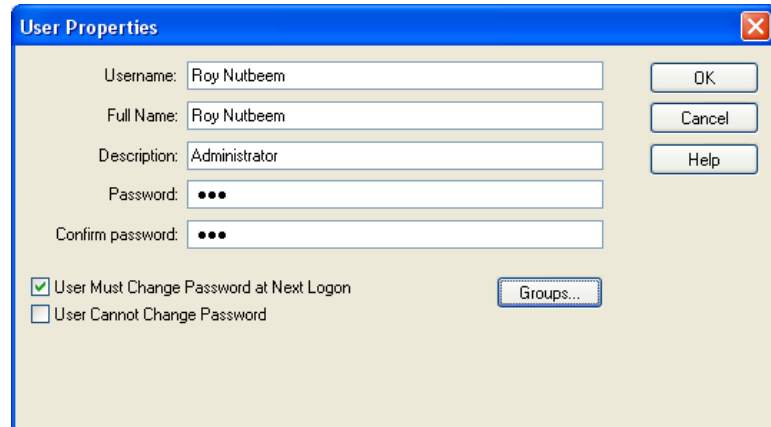 User Properties
Username: Roy Nutbeem
OK
Full Name: Roy Nutbeem
Cancel
Description: Administrator
Help
Password: ●●●
Confirm password: ●●●
User Must Change Password at Next Logon
Groups...
User Cannot Change Password